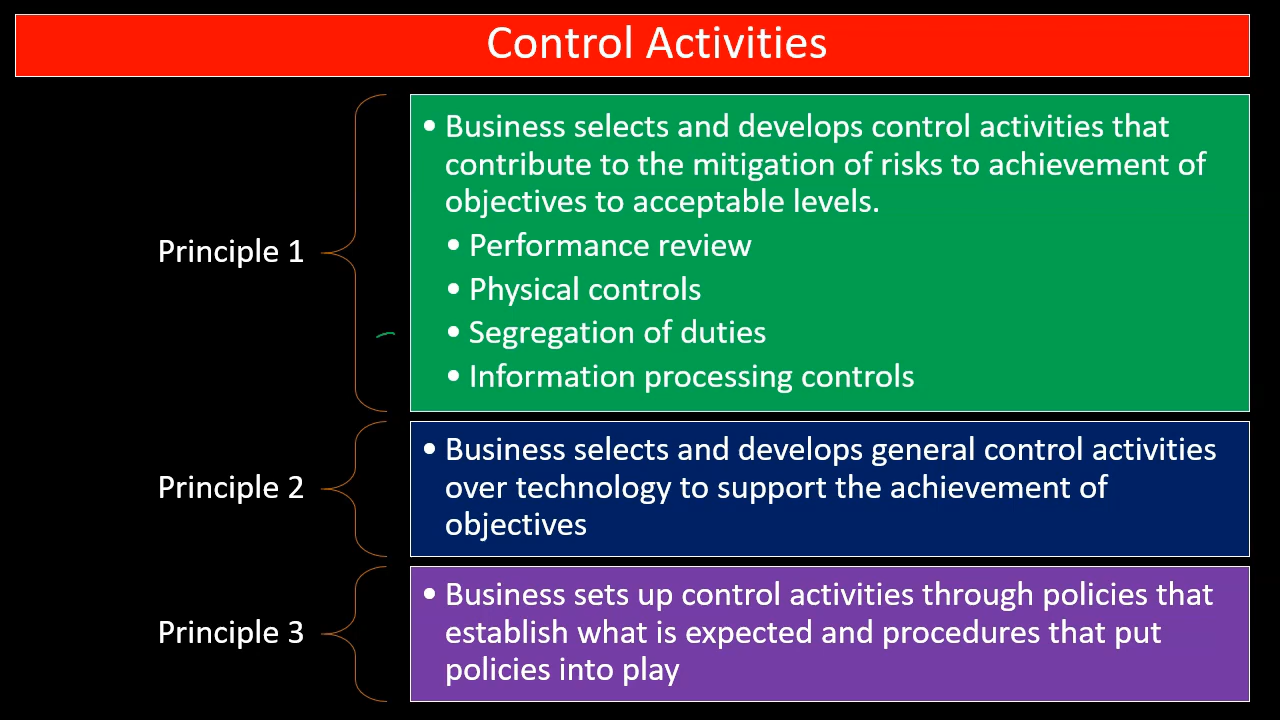 Control Activities
Principle 1
• Business selects and develops control activities that
contribute to the mitigation of risks to achievement of
objectives to acceptable levels.
• Performance review
• Physical controls
• Segregation of duties
• Information processing controls
Principle 2
• Business selects and develops general control activities
over technology to support the achievement of
objectives
Principle 3
• Business sets up control activities through policies that
establish what is expected and procedures that put
policies into play